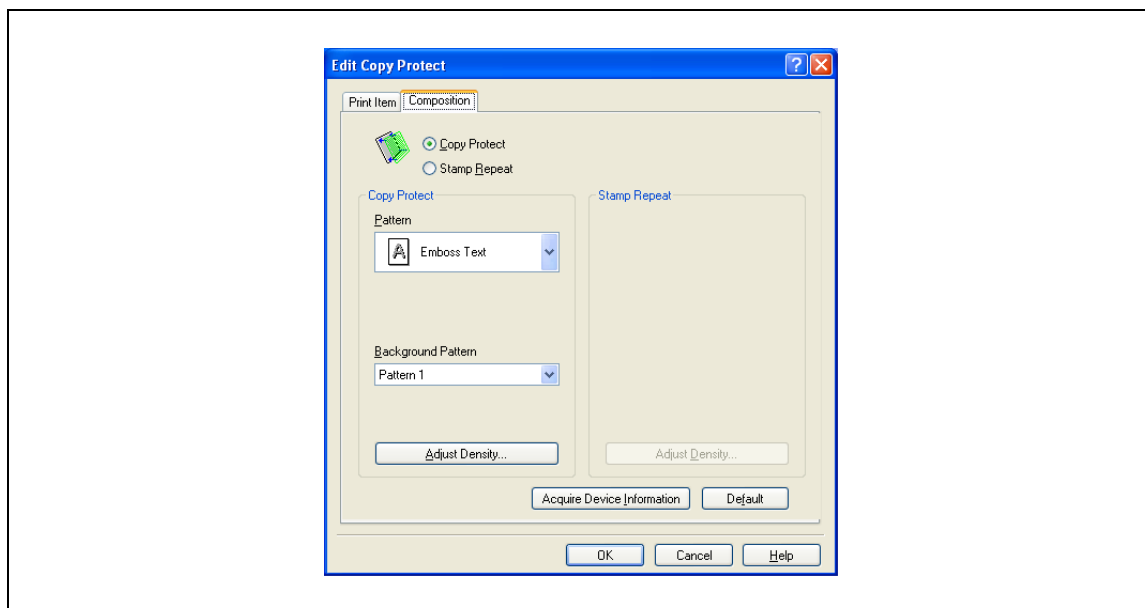 Edit Copy Protect
Print Item Composition
Copy Protect
Stamp Repeat
Copy Protect Stamp Repeat
Pattern
A Emboss Text
Background Pattern
Pattern 1
Adjust Density... Adjust Density...
Acquire Device Information Default
OK Cancel Help